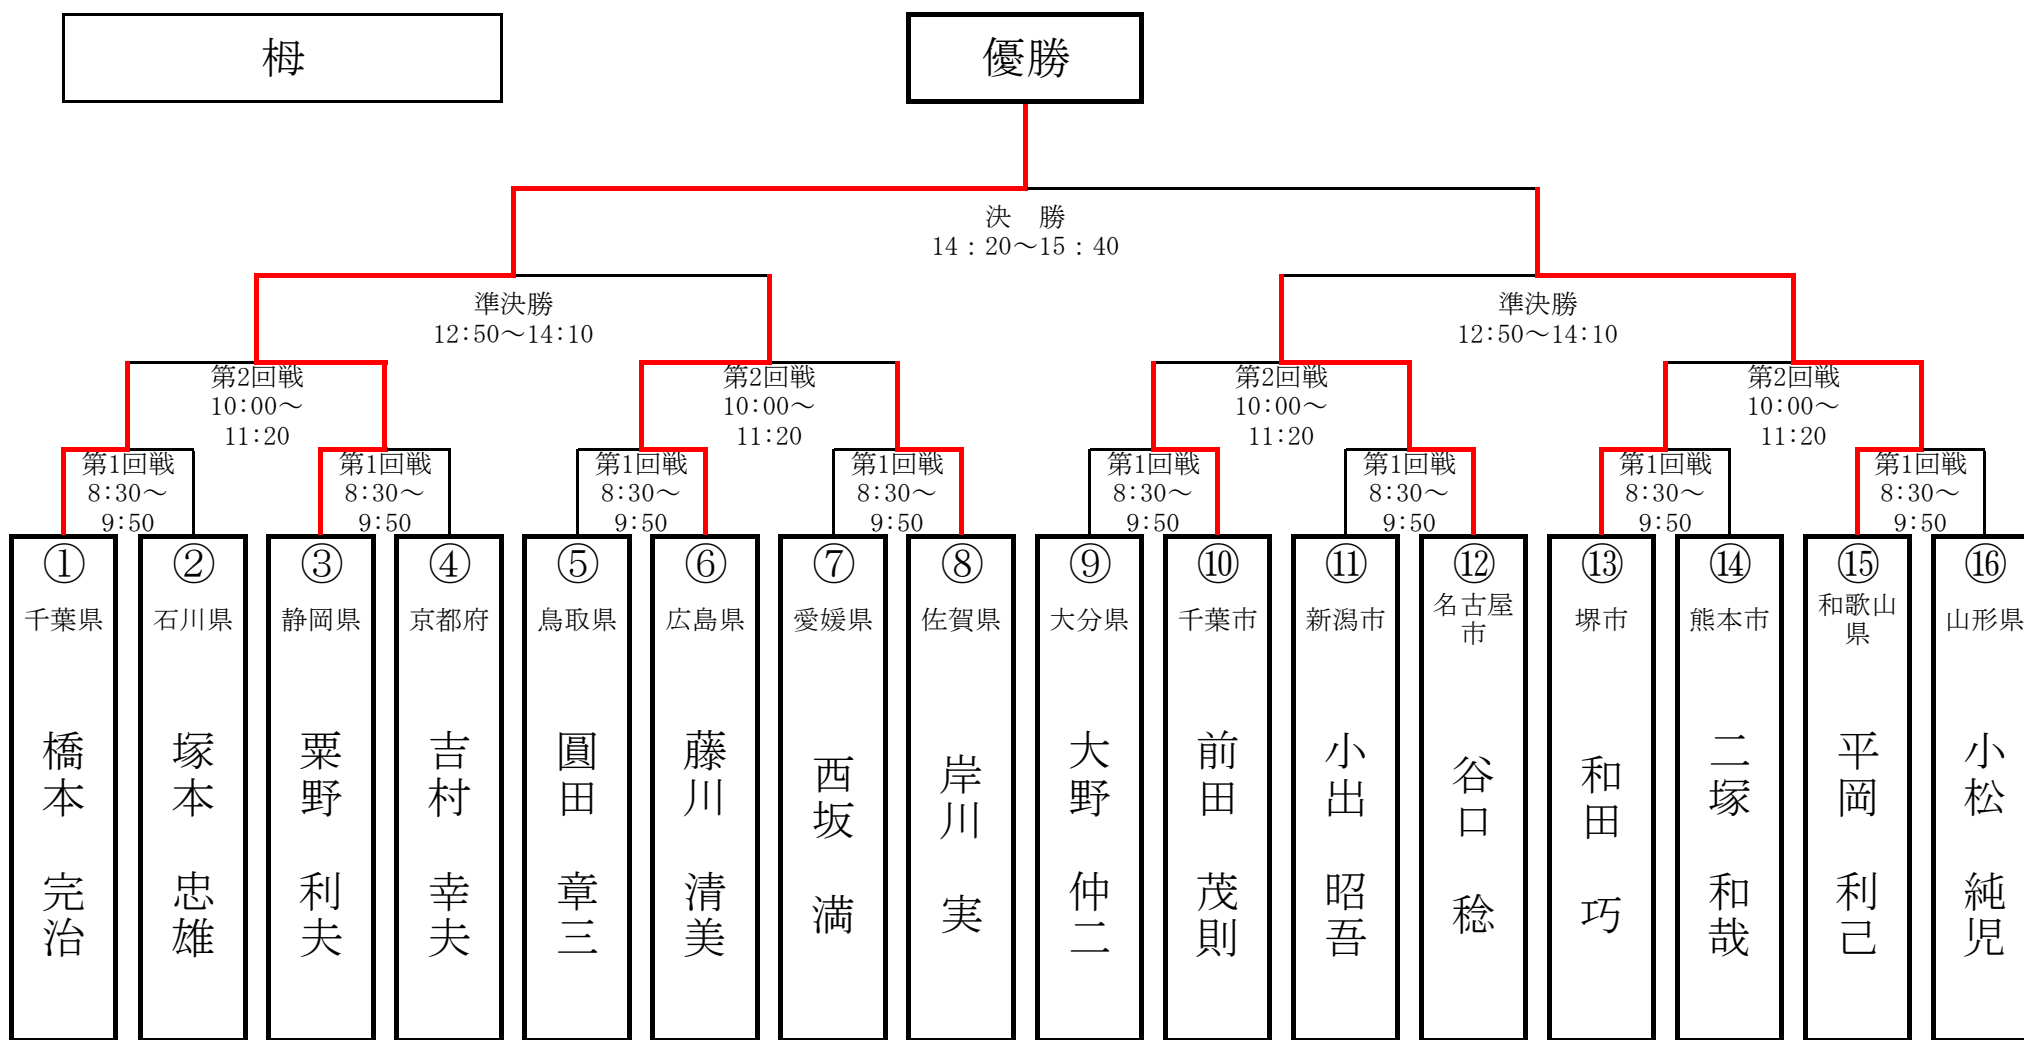 栂
優勝
決　勝
14：20～15：40
準決勝
12:50～14:10
準決勝
12:50～14:10
第2回戦
10:00～
11:20
第2回戦
10:00～
11:20
第2回戦
10:00～
11:20
第2回戦
10:00～
11:20
第1回戦
8:30～
9:50
第1回戦
8:30～
9:50
第1回戦
8:30～
9:50
第1回戦
8:30～
9:50
第1回戦
8:30～
9:50
第1回戦
8:30～
9:50
第1回戦
8:30～
9:50
第1回戦
8:30～
9:50
①
千葉県
橋本　完治
②
石川県
塚本　忠雄
③
静岡県
粟野　利夫
④
京都府
吉村　幸夫
⑤
鳥取県
圓田　章三
⑥
広島県
藤川　清美
⑦
愛媛県
西坂　満
⑧
佐賀県
岸川　実
⑨
大分県
大野　仲二
⑩
千葉市
前田　茂則
⑪
新潟市
小出　昭吾
⑫
名古屋
市
谷口　稔
⑬
堺市
和田　巧
⑭
熊本市
二塚　和哉
⑮
和歌山
県
平岡　利己
⑯
山形県
小松　純児